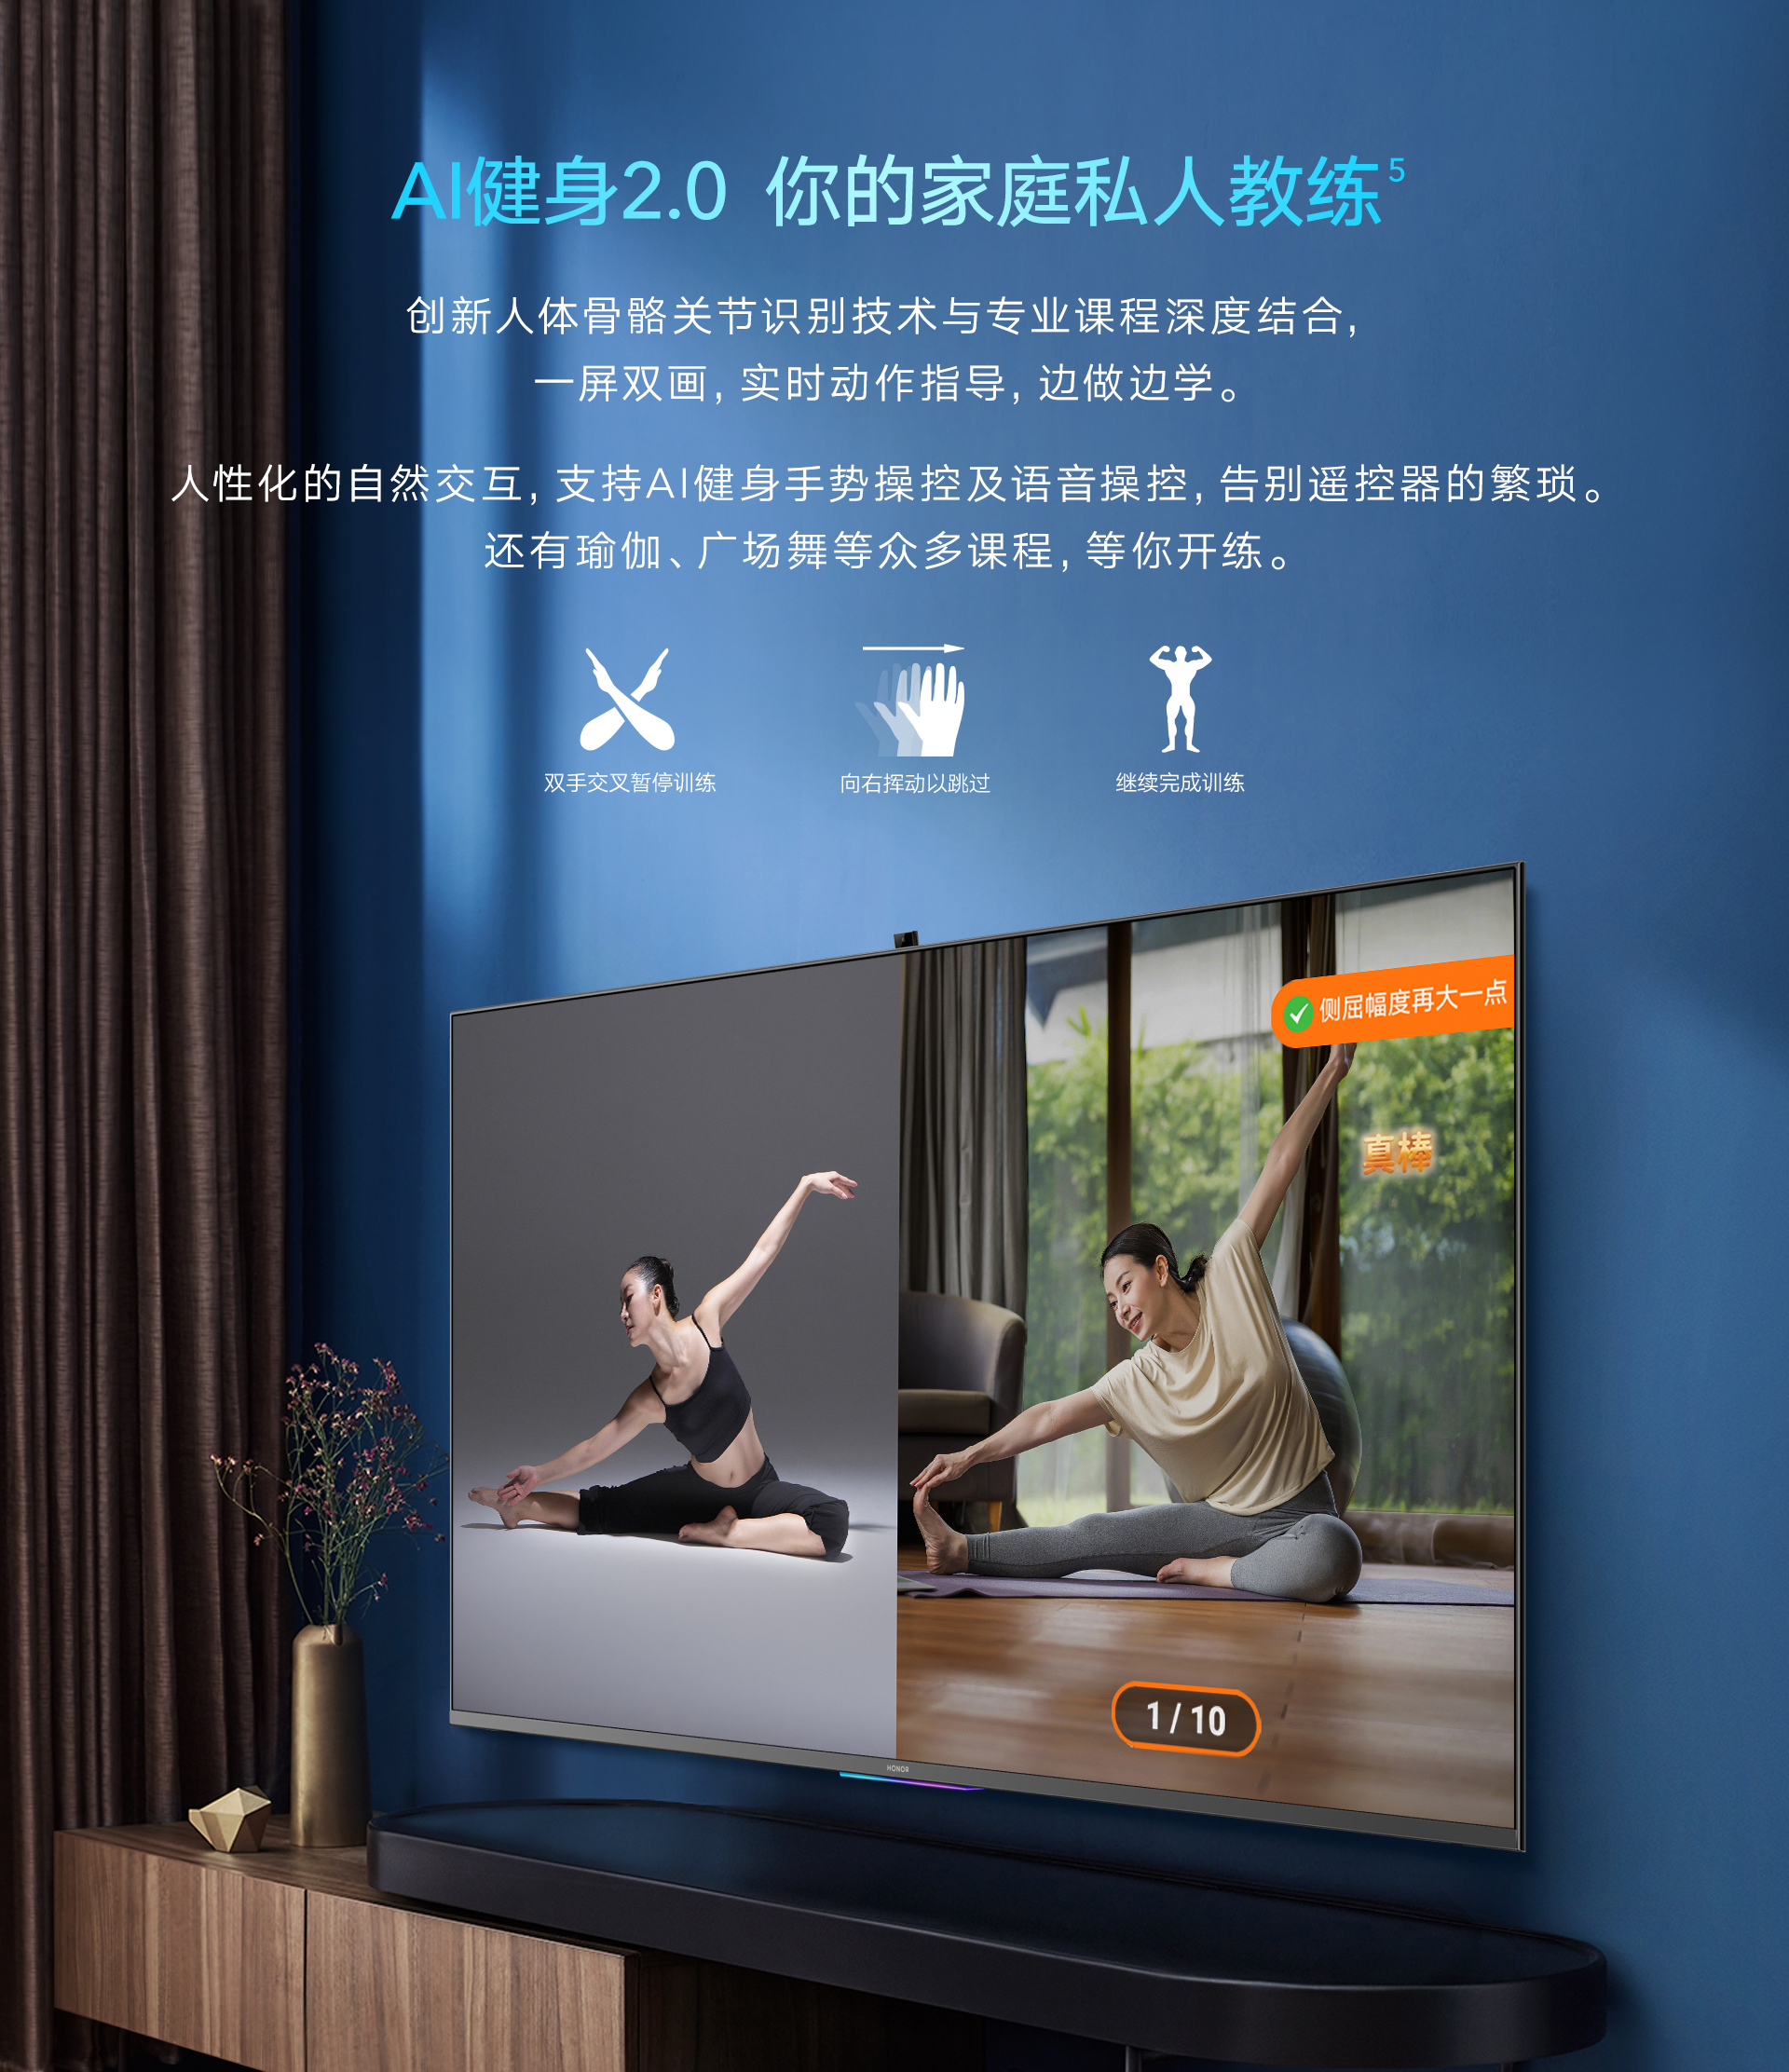 AI健身2.0 你的家庭私人教练5
创新人体骨骼关节识别技术与专业课程深度结合，
一屏双画，实时动作指导，边做边学。
人性化的自然交互，支持AI健身手势操控及语音操控，告别遥控器的繁琐。
还有瑜伽、广场舞等众多课程，等你开练。
双手交叉暂停训练
向右挥动以跳过
继续完成训练
侧屈幅度再大一点
真棒
1/10
HONOR